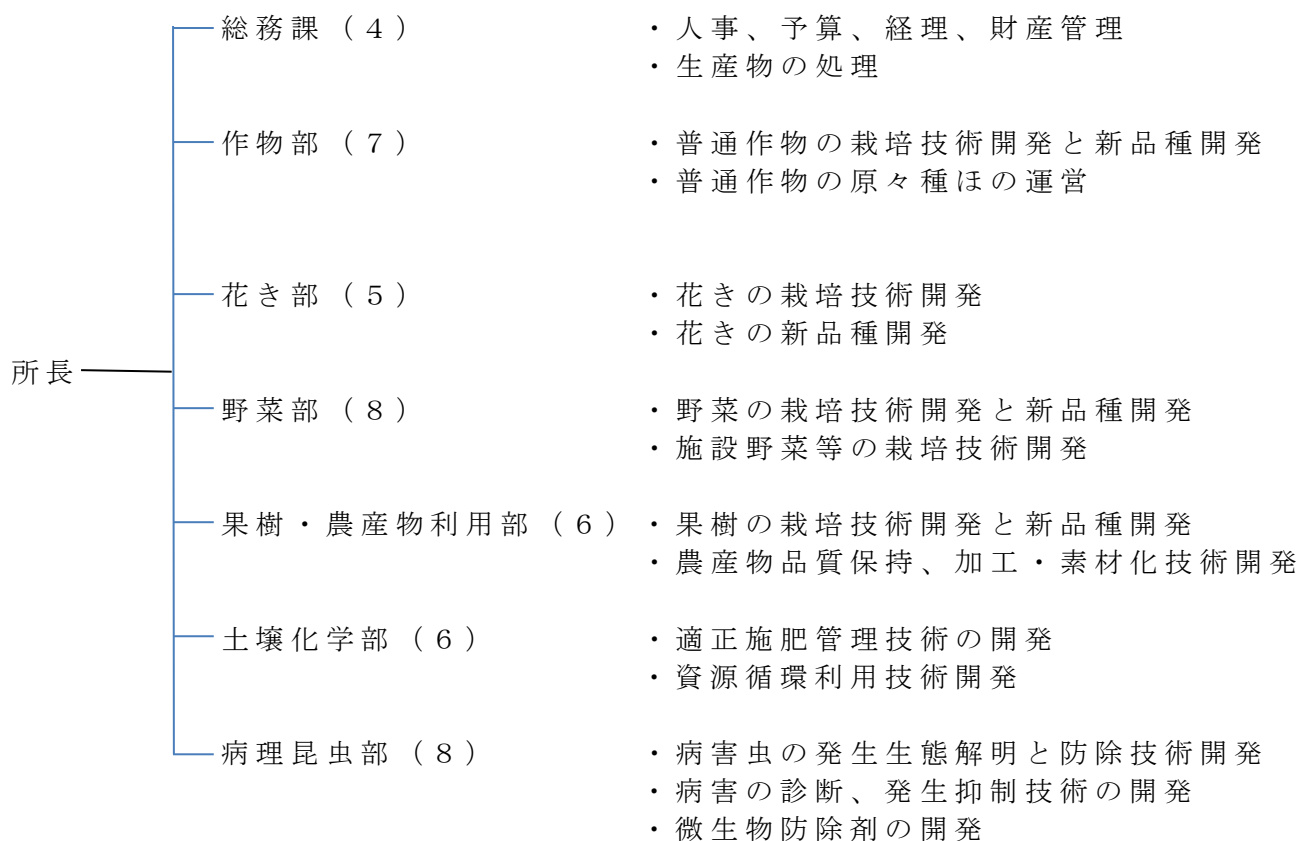 総務課（４） ・人事、予算、経理、財産管理
・生産物の処理
作物部（７） ・普通作物の栽培技術開発と新品種開発
・普通作物の原々種ほの運営
花き部（５） ・花きの栽培技術開発
・花きの新品種開発
所長
野菜部（８） ・野菜の栽培技術開発と新品種開発
・施設野菜等の栽培技術開発
果樹・農産物利用部（６） ・果樹の栽培技術開発と新品種開発
・農産物品質保持、加工・素材化技術開発
土壌化学部（６） ・適正施肥管理技術の開発
・資源循環利用技術開発
病理昆虫部（８） ・病害虫の発生生態解明と防除技術開発
・病害の診断、発生抑制技術の開発
・微生物防除剤の開発